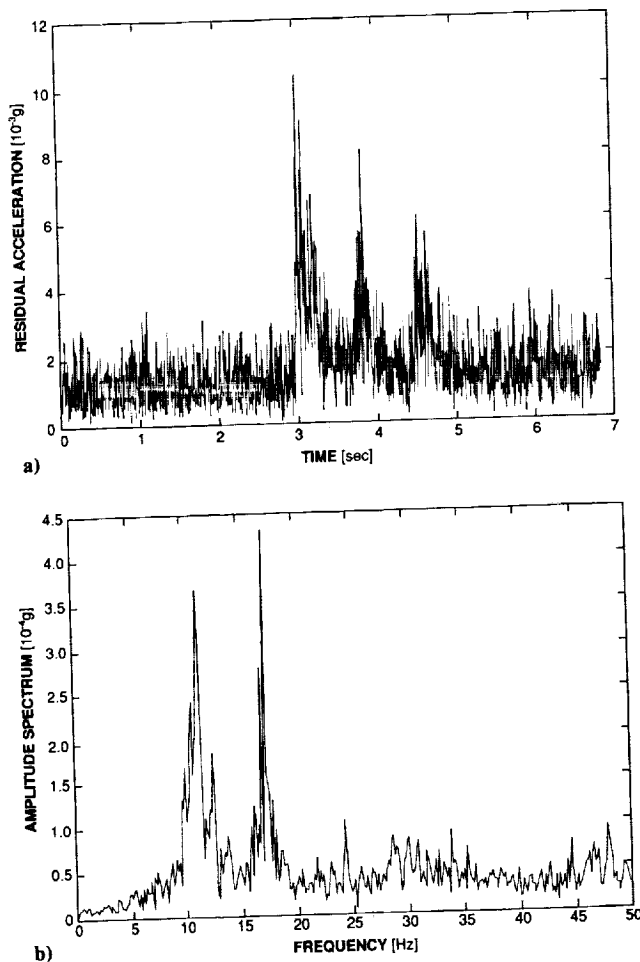 12
10
8
6
4
2
0
RESIDUAL ACCELERATION [10⁻³g]
0 1 2 3 4 5 6 7
TIME [sec]
a)
4.5
4.0
3.5
3.0
2.5
2.0
1.5
1.0
0.5
0
AMPLITUDE SPECTRUM [10⁻⁴g]
0 5 10 15 20 25 30 35 40 45 50
FREQUENCY [Hz]
b)